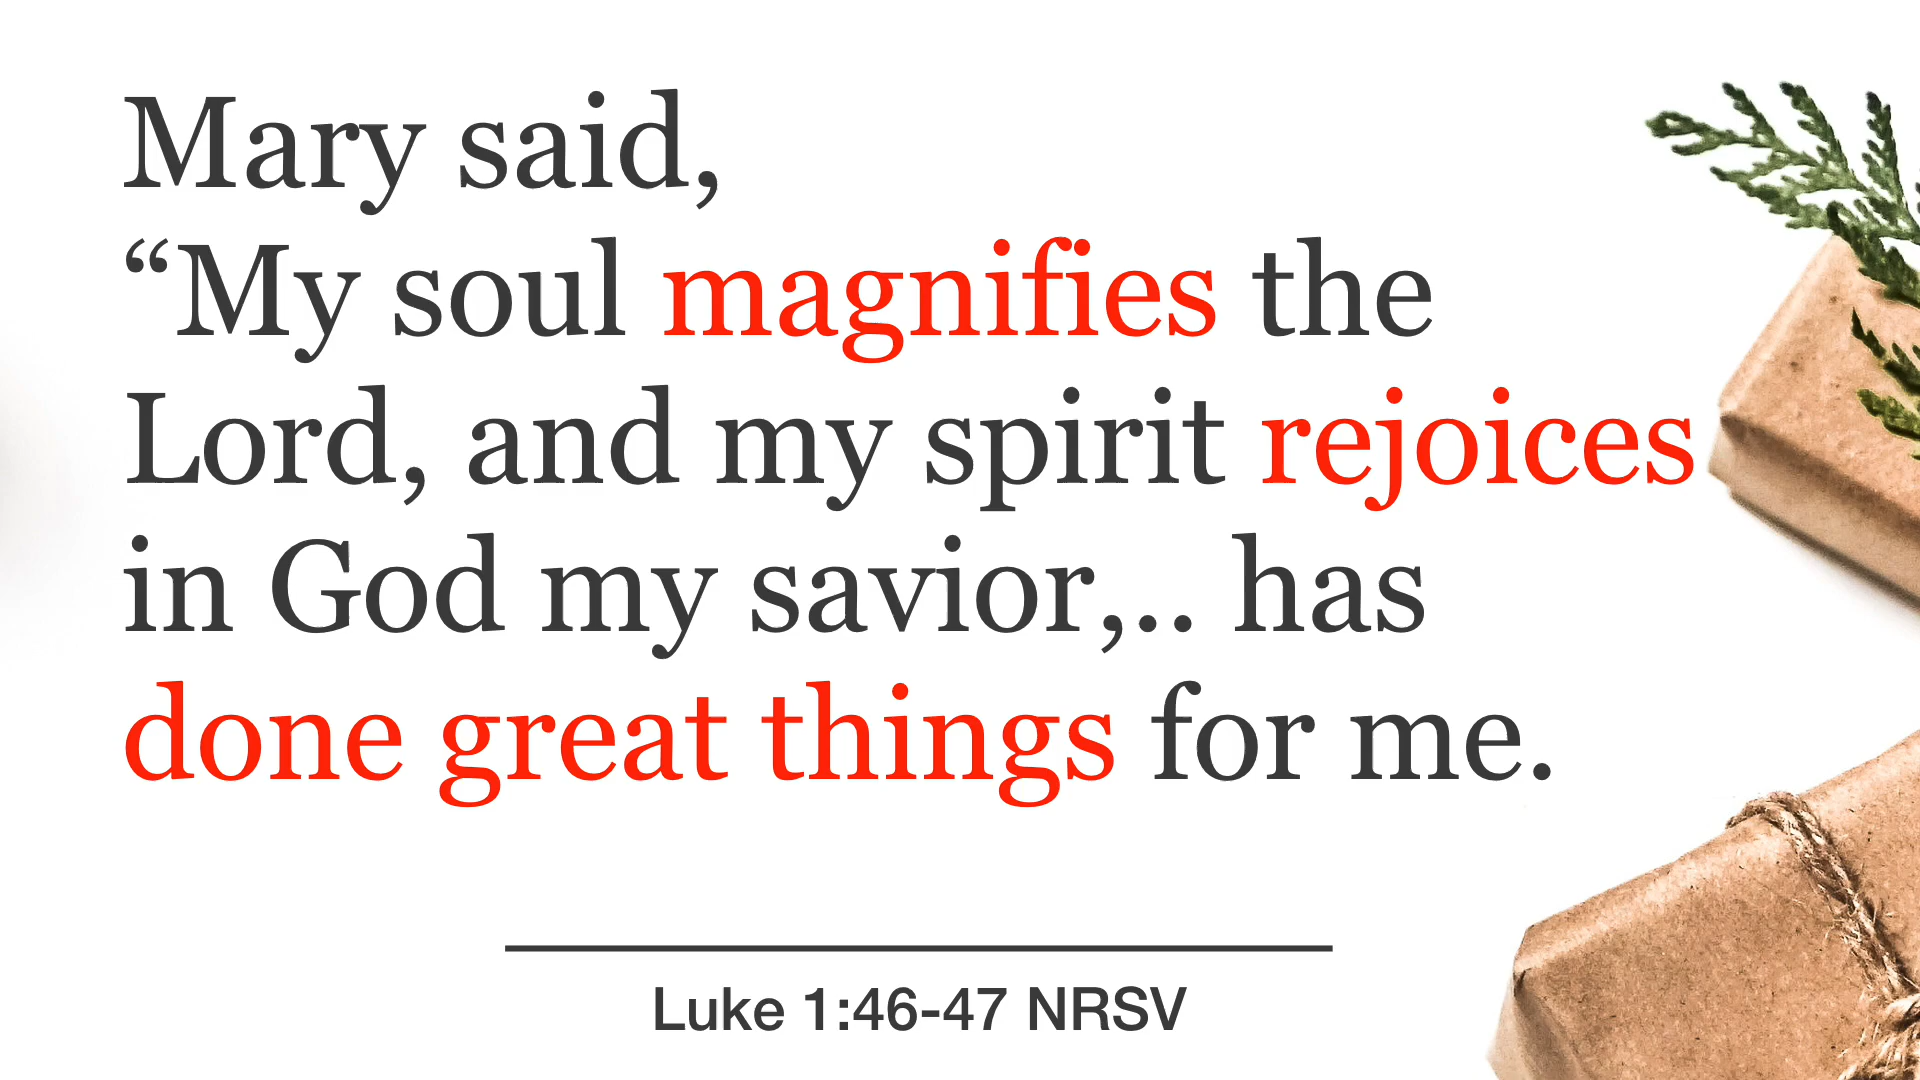 Mary said,
“My soul magnifies the
Lord, and my spirit rejoices
in God my savior,.. has
done great things for me.
Luke 1:46-47 NRSV